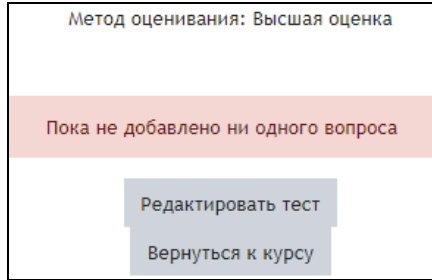 Метод оценивания: Высшая оценка
Пока не добавлено ни одного вопроса
Редактировать тест
Вернуться к курсу